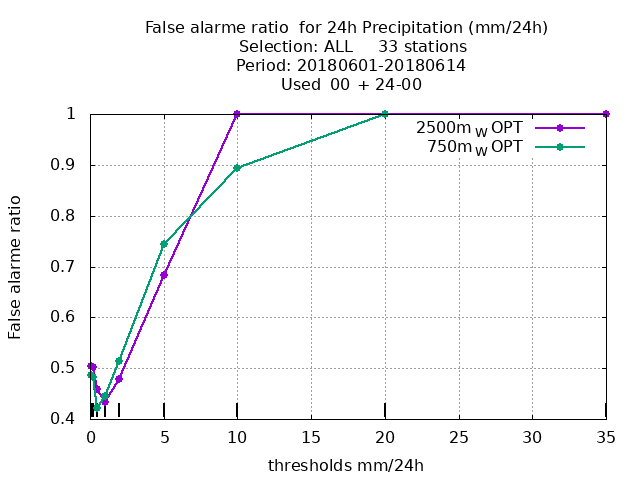 False alarme ratio  for 24h Precipitation (mm/24h)
Selection: ALL     33 stations
Period: 20180601-20180614
Used  00 + 24-00
2500m_W OPT
750m_W OPT
False alarme ratio
1
0.9
0.8
0.7
0.6
0.5
0.4
0 5 10 15 20 25 30 35
thresholds mm/24h